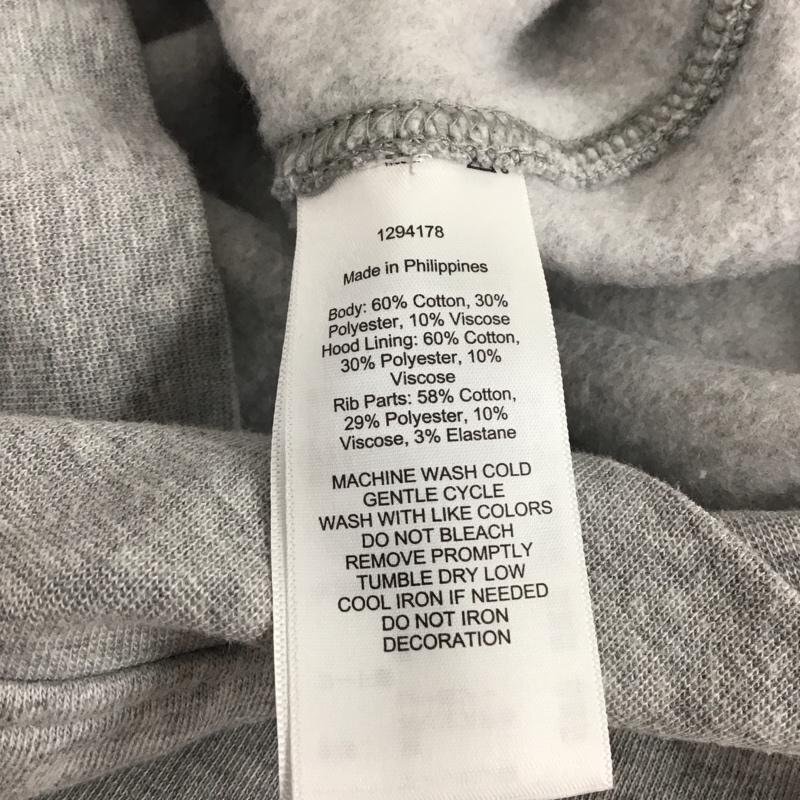 1294178
Made in Philippines
Body: 60% Cotton, 30%
Polyester, 10% Viscose
Hood Lining: 60% Cotton,
30% Polyester, 10%
Viscose
Rib Parts: 58% Cotton,
29% Polyester, 10%
Viscose, 3% Elastane
MACHINE WASH COLD
GENTLE CYCLE
WASH WITH LIKE COLORS
DO NOT BLEACH
REMOVE PROMPTLY
TUMBLE DRY LOW
COOL IRON IF NEEDED
DO NOT IRON
DECORATION